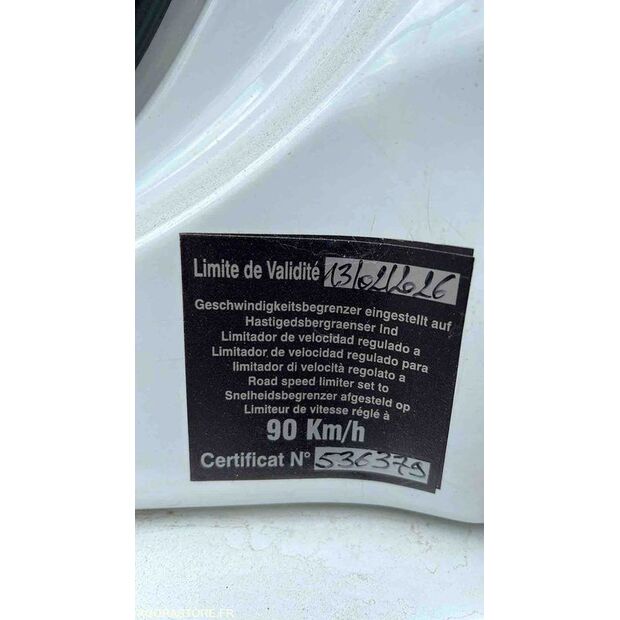 Limite de Validité 13/02/2026
Geschwindigkeitsbegrenzer eingestellt auf
Hastigedsbergraenser Ind
Limitador de velocidad regulado a
Limitador de velocidad regulado para
limitador di velocità regolato a
Road speed limiter set to
Snelheidsbegrenzer afgesteld op
Limiteur de vitesse réglé à
90 Km/h
Certificat N° 536379
AGORASTORE.FR